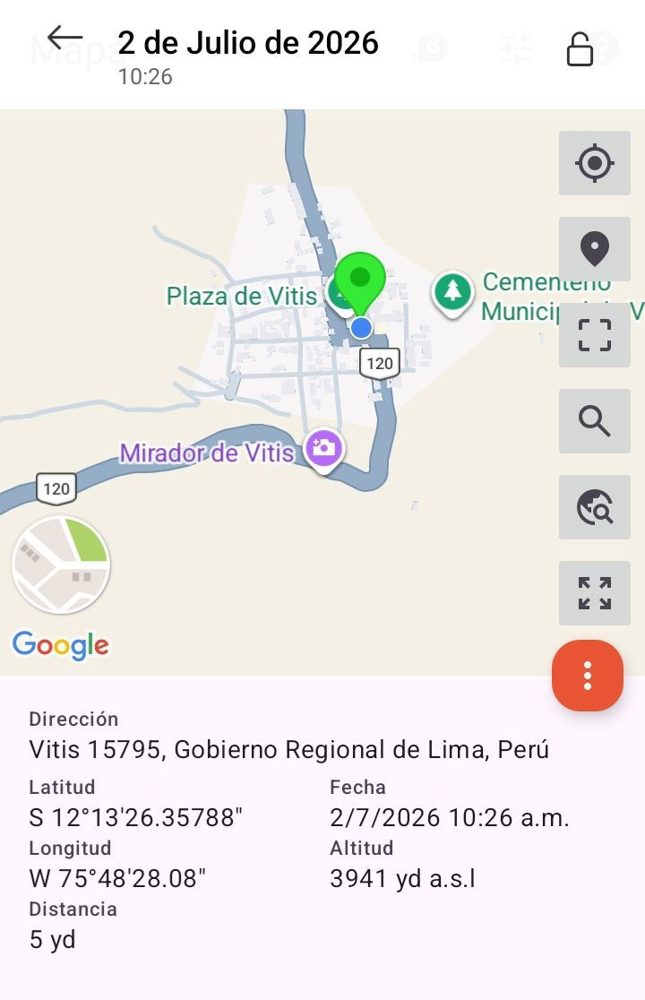 2 de Julio de 2026
10:26
Plaza de Vitis
Cementerio
120
Mirador de Vitis
120
Google
Dirección
Vitis 15795, Gobierno Regional de Lima, Perú
Latitud
Fecha
S 12°13'26.35788"
2/7/2026 10:26 a.m.
Longitud
Altitud
W 75°48'28.08"
3941 yd a.s.l
Distancia
5 yd